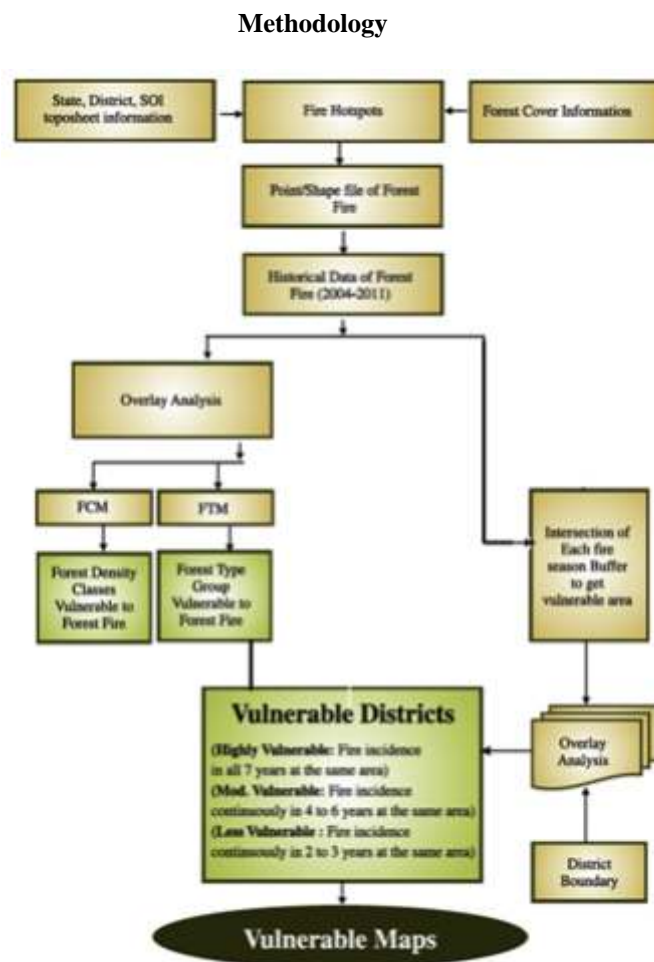 Methodology
State, District, SOI
toposheet information
Fire Hotspots
Forest Cover Information
Point/Shape file of Forest
Fire
Historical Data of Forest
Fire (2004-2011)
Overlay Analysis
FCM
FTM
Forest Density
Classes
Vulnerable to
Forest Fire
Forest Type
Group
Vulnerable to
Forest Fire
Intersection of
Each fire
season Buffer
to get
vulnerable area
Vulnerable Districts
(Highly Vulnerable: Fire incidence
in all 7 years at the same area)
(Mod. Vulnerable: Fire incidence
continuously in 4 to 6 years at the same area)
(Less Vulnerable : Fire incidence
continuously in 2 to 3 years at the same area)
Overlay
Analysis
District
Boundary
Vulnerable Maps